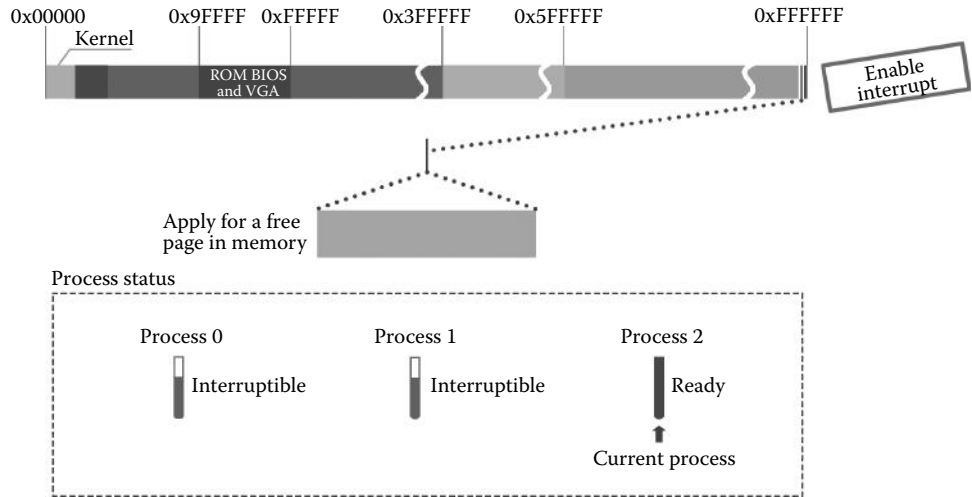 0x00000 0x9FFFF 0xFFFFF 0x3FFFFF 0x5FFFFF 0xFFFFFF
Kernel
ROM BIOS
and VGA
Enable
interrupt
Apply for a free
page in memory
Process status
Process 0 Process 1 Process 2
Interruptible Interruptible Ready
Current process